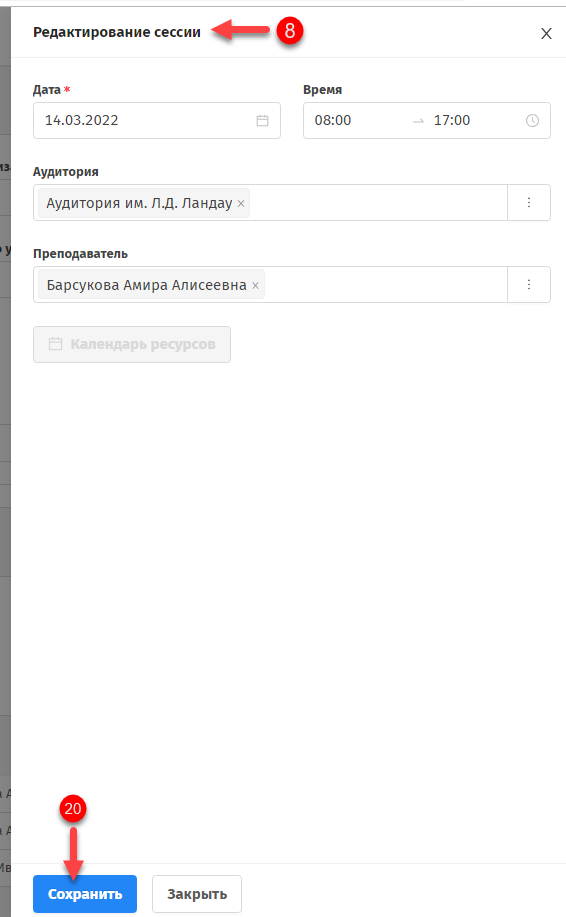 Редактирование сессии
8
Дата *
Время
14.03.2022
08:00
17:00
Аудитория
Аудитория им. Л.Д. Ландау ×
Преподаватель
Барсукова Амира Алисеевна ×
Календарь ресурсов
20
Сохранить
Закрыть